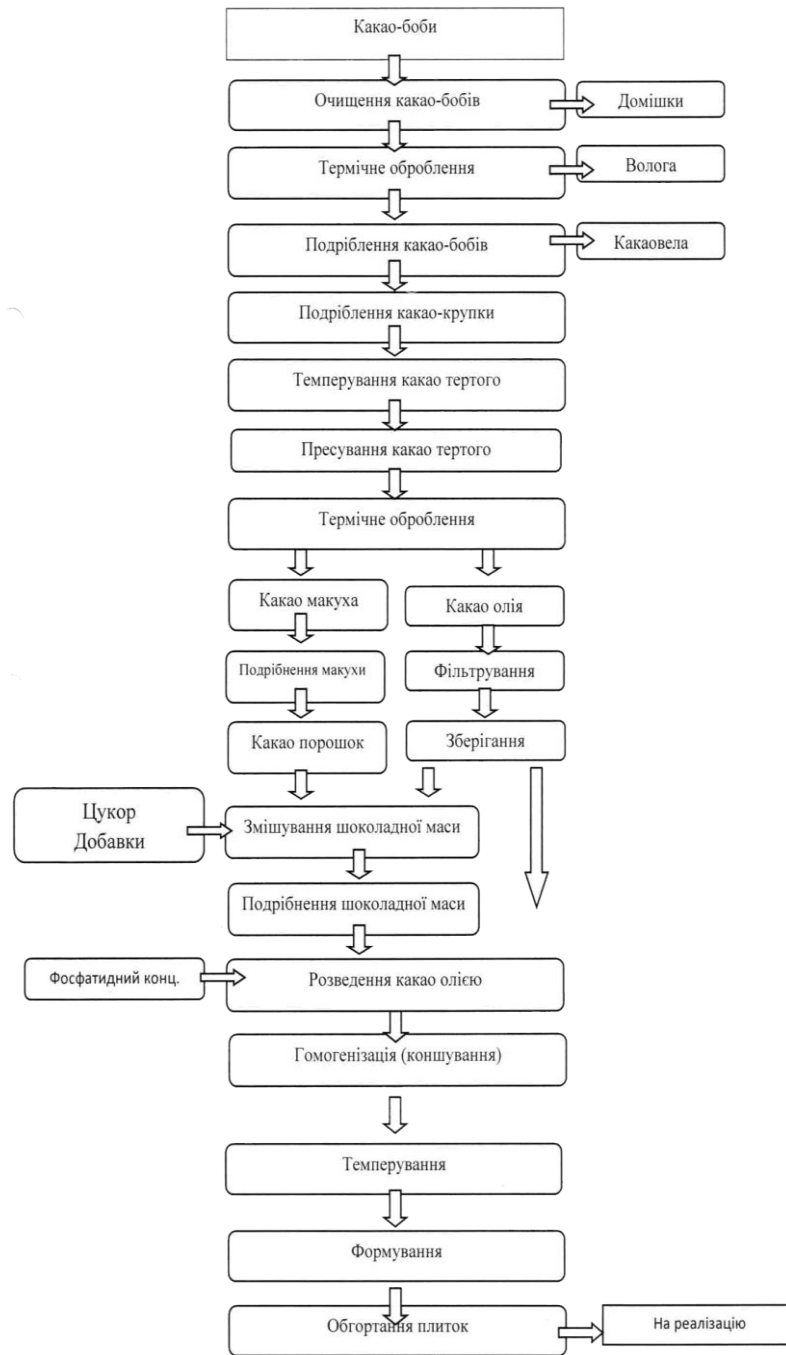 Какао-боби
Очищення какао-бобів
Домішки
Термічне оброблення
Волога
Подріблення какао-бобів
Какаовела
Подріблення какао-крупки
Темперування какао тертого
Пресування какао тертого
Термічне оброблення
Какао макуха
Какао олія
Подрібнення макухи
Фільтрування
Какао порошок
Зберігання
Цукор
Добавки
Змішування шоколадної маси
Подрібнення шоколадної маси
Фосфатидний конц.
Розведення какао олією
Гомогенізація (коншування)
Темперування
Формування
Обгортання плиток
На реалізацію